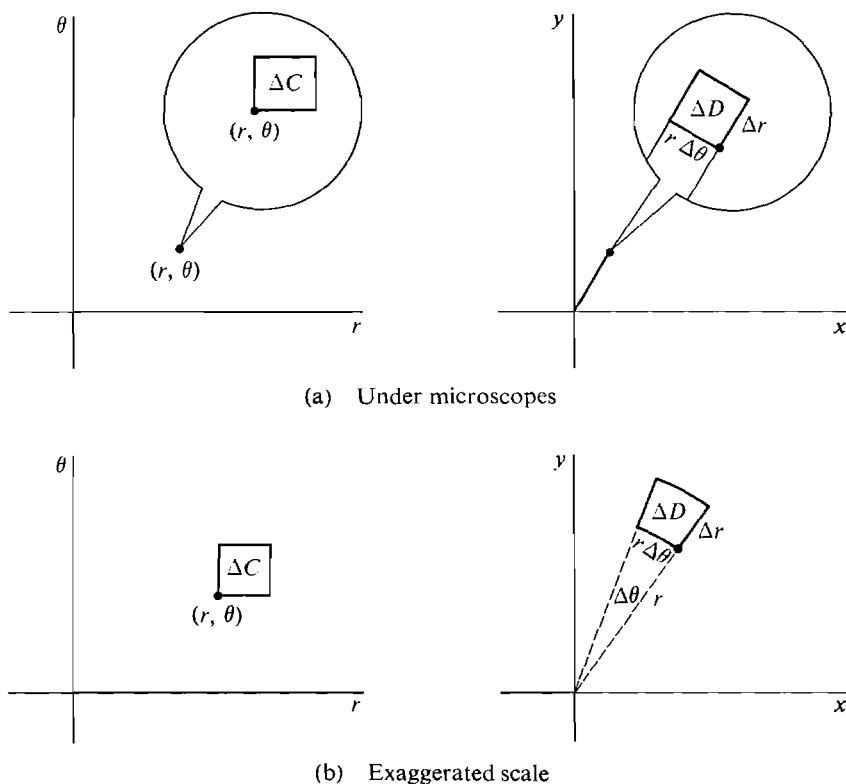 θ
ΔC
(r, θ)
(r, θ)
r
y
ΔD
Δr
r Δθ
x
(a) Under microscopes
θ
ΔC
(r, θ)
r
y
ΔD
Δr
r Δθ
Δθ
r
x
(b) Exaggerated scale